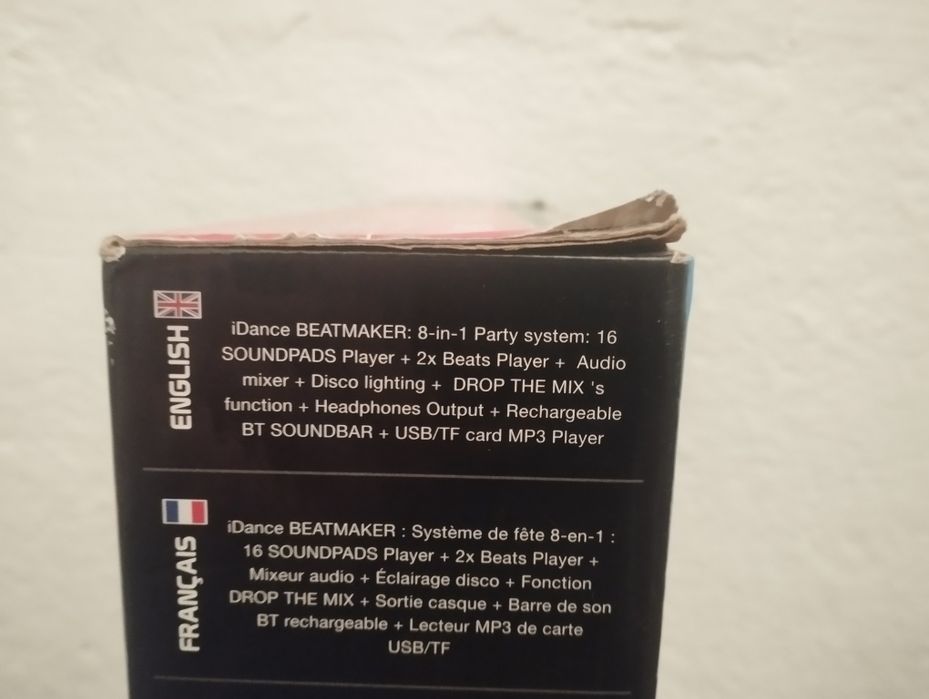 ENGLISH
iDance BEATMAKER: 8-in-1 Party system: 16
SOUNDPADS Player + 2x Beats Player + Audio
mixer + Disco lighting + DROP THE MIX 's
function + Headphones Output + Rechargeable
BT SOUNDBAR + USB/TF card MP3 Player
FRANÇAIS
iDance BEATMAKER : Système de fête 8-en-1 :
16 SOUNDPADS Player + 2x Beats Player +
Mixeur audio + Éclairage disco + Fonction
DROP THE MIX + Sortie casque + Barre de son
BT rechargeable + Lecteur MP3 de carte
USB/TF